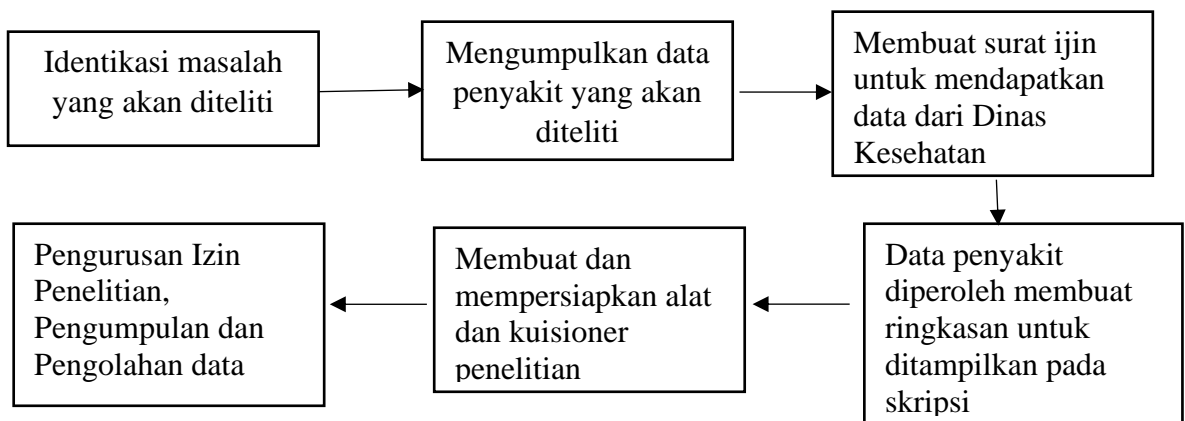 Identikasi masalah
yang akan diteliti
Mengumpulkan data
penyakit yang akan
diteliti
Membuat surat ijin
untuk mendapatkan
data dari Dinas
Kesehatan
Data penyakit
diperoleh membuat
ringkasan untuk
ditampilkan pada
skripsi
Membuat dan
mempersiapkan alat
dan kuisioner
penelitian
Pengurusan Izin
Penelitian,
Pengumpulan dan
Pengolahan data